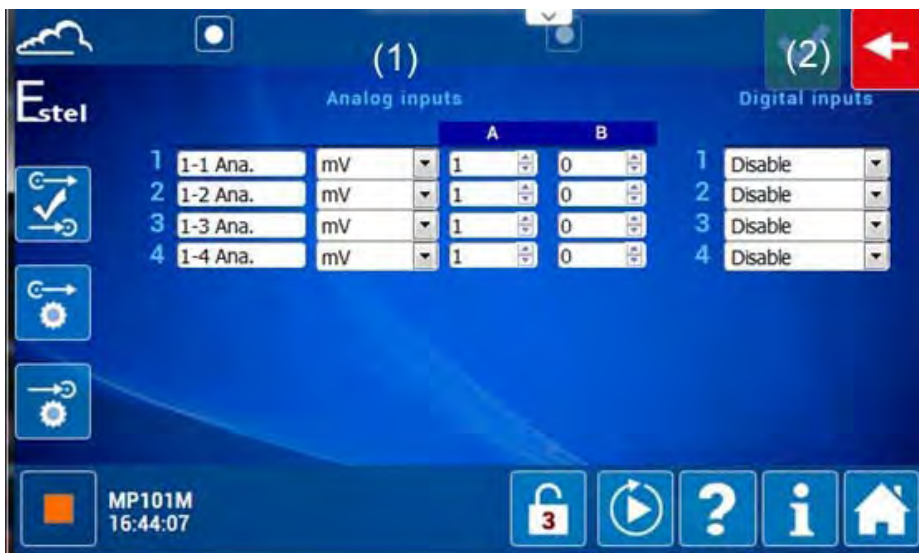 (1)
(2)
Estel
Analog inputs
Digital inputs
A B
1 1-1 Ana. mV 1 0 1 Disable
2 1-2 Ana. mV 1 0 2 Disable
3 1-3 Ana. mV 1 0 3 Disable
4 1-4 Ana. mV 1 0 4 Disable
MP101M
16:44:07
3
?
i